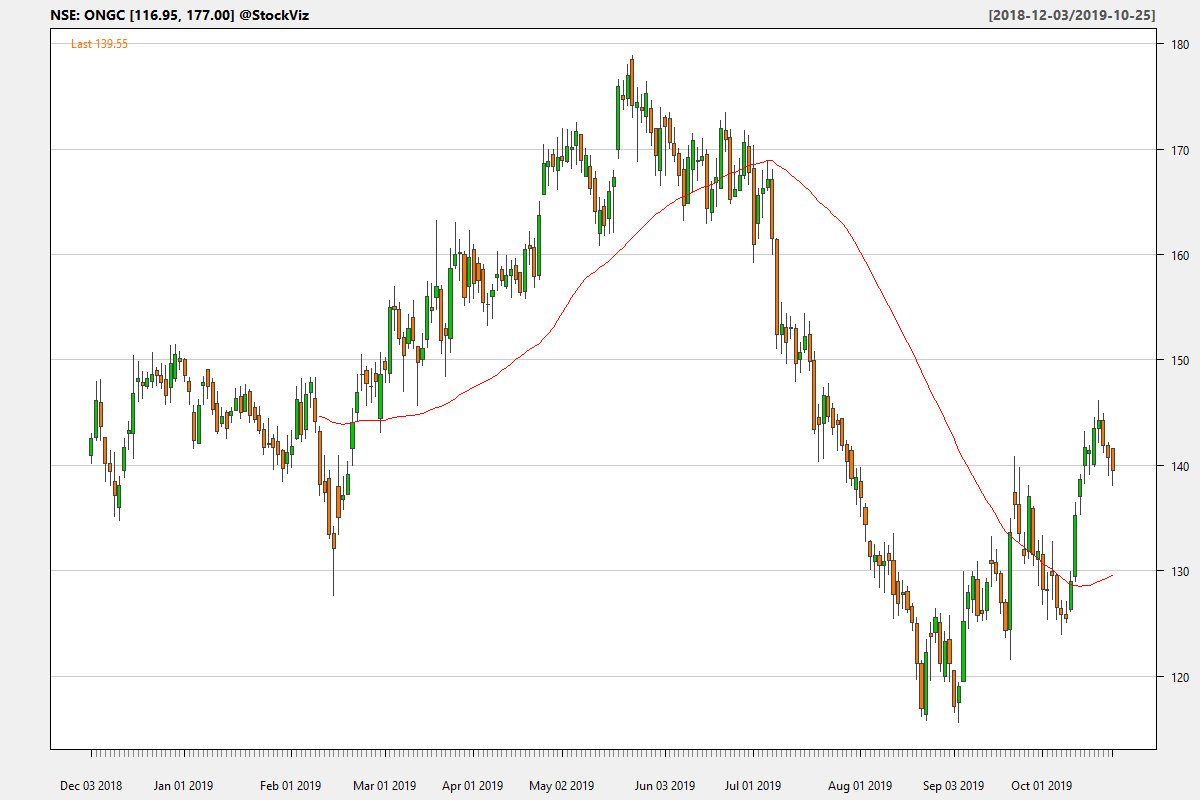 NSE: ONGC [116.95, 177.00] @StockViz [2018-12-03/2019-10-25]
Last 139.55
180
170
160
150
140
130
120
Dec 03 2018 Jan 01 2019 Feb 01 2019 Mar 01 2019 Apr 01 2019 May 02 2019 Jun 03 2019 Jul 01 2019 Aug 01 2019 Sep 03 2019 Oct 01 2019